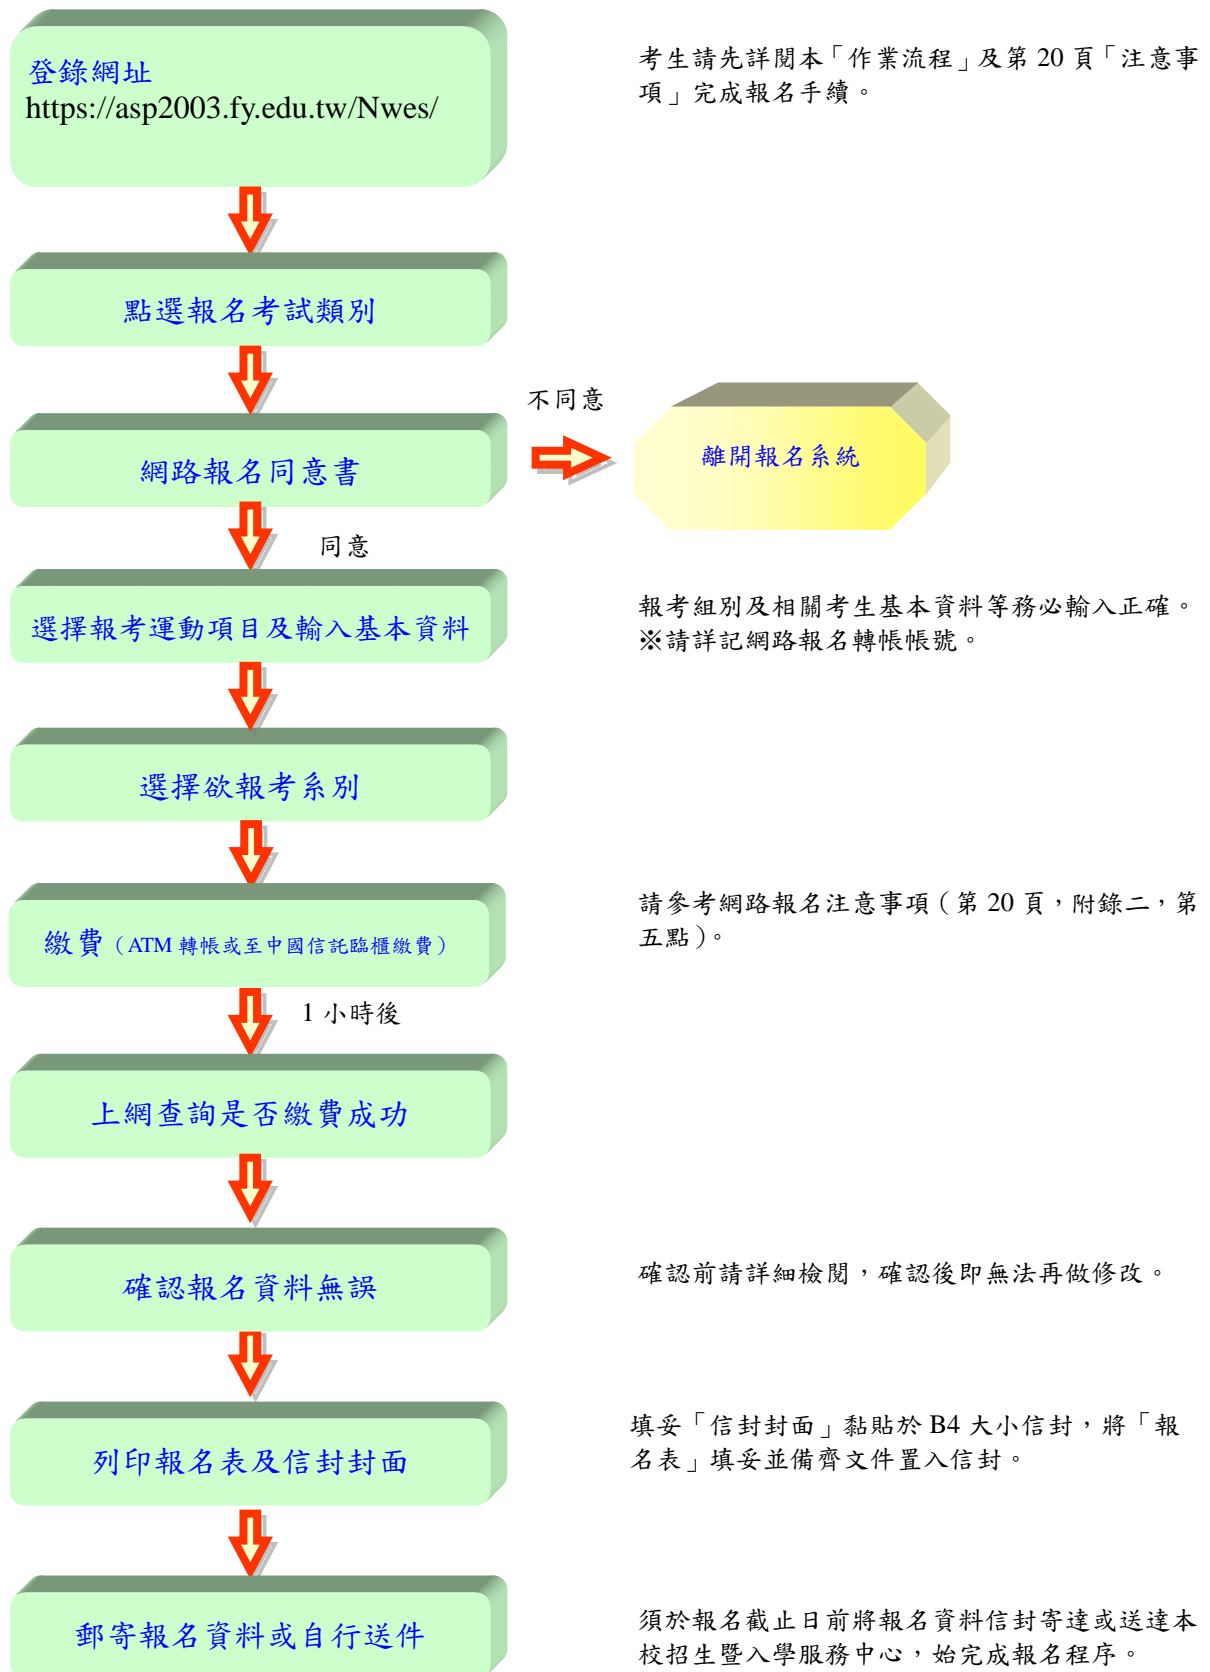 登錄網址
https://asp2003.fy.edu.tw/Nwes/
考生請先詳閱本「作業流程」及第 20 頁「注意事
項」完成報名手續。
點選報名考試類別
不同意
網路報名同意書
離開報名系統
同意
選擇報考運動項目及輸入基本資料
報考組別及相關考生基本資料等務必輸入正確。
※請詳記網路報名轉帳帳號。
選擇欲報考系別
繳費（ATM 轉帳或至中國信託臨櫃繳費）
請參考網路報名注意事項（第 20 頁，附錄二，第
五點）。
1 小時後
上網查詢是否繳費成功
確認報名資料無誤
確認前請詳細檢閱，確認後即無法再做修改。
列印報名表及信封封面
填妥「信封封面」黏貼於 B4 大小信封，將「報
名表」填妥並備齊文件置入信封。
郵寄報名資料或自行送件
須於報名截止日前將報名資料信封寄達或送達本
校招生暨入學服務中心，始完成報名程序。